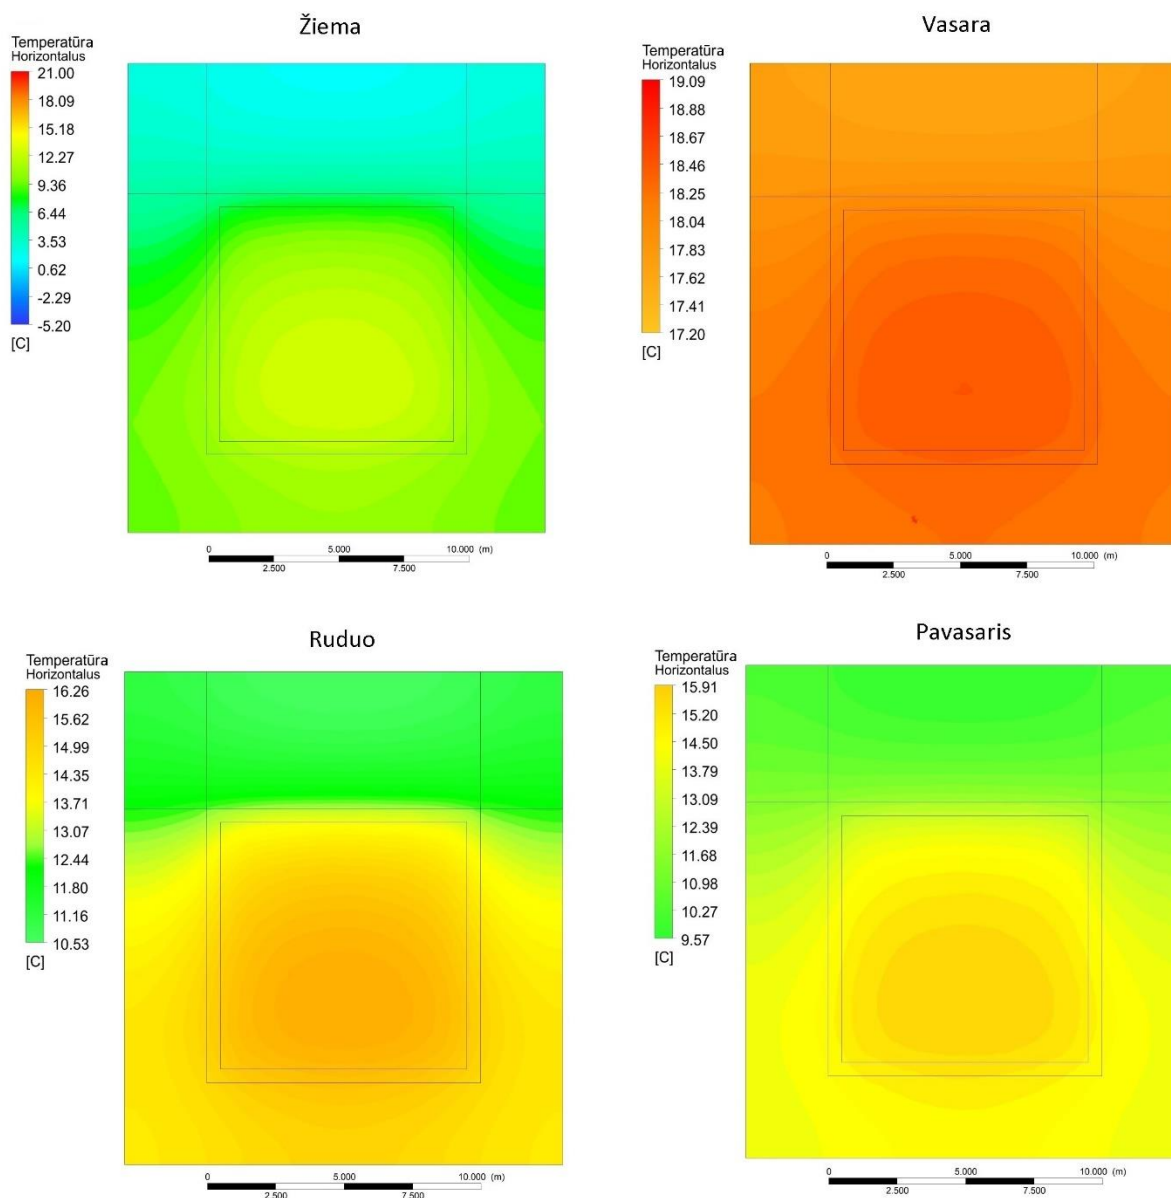 Žiema
Temperatūra
Horizontalus
21.00
18.09
15.18
12.27
9.36
6.44
3.53
0.62
-2.29
-5.20
[C]
0 5.000 10.000 (m)
2.500 7.500
Vasara
Temperatūra
Horizontalus
19.09
18.88
18.67
18.46
18.25
18.04
17.83
17.62
17.41
17.20
[C]
0 5.000 10.000 (m)
2.500 7.500
Ruduo
Temperatūra
Horizontalus
16.26
15.62
14.99
14.35
13.71
13.07
12.44
11.80
11.16
10.53
[C]
0 5.000 10.000 (m)
2.500 7.500
Pavasaris
Temperatūra
Horizontalus
15.91
15.20
14.50
13.79
13.09
12.39
11.68
10.98
10.27
9.57
[C]
0 5.000 10.000 (m)
2.500 7.500